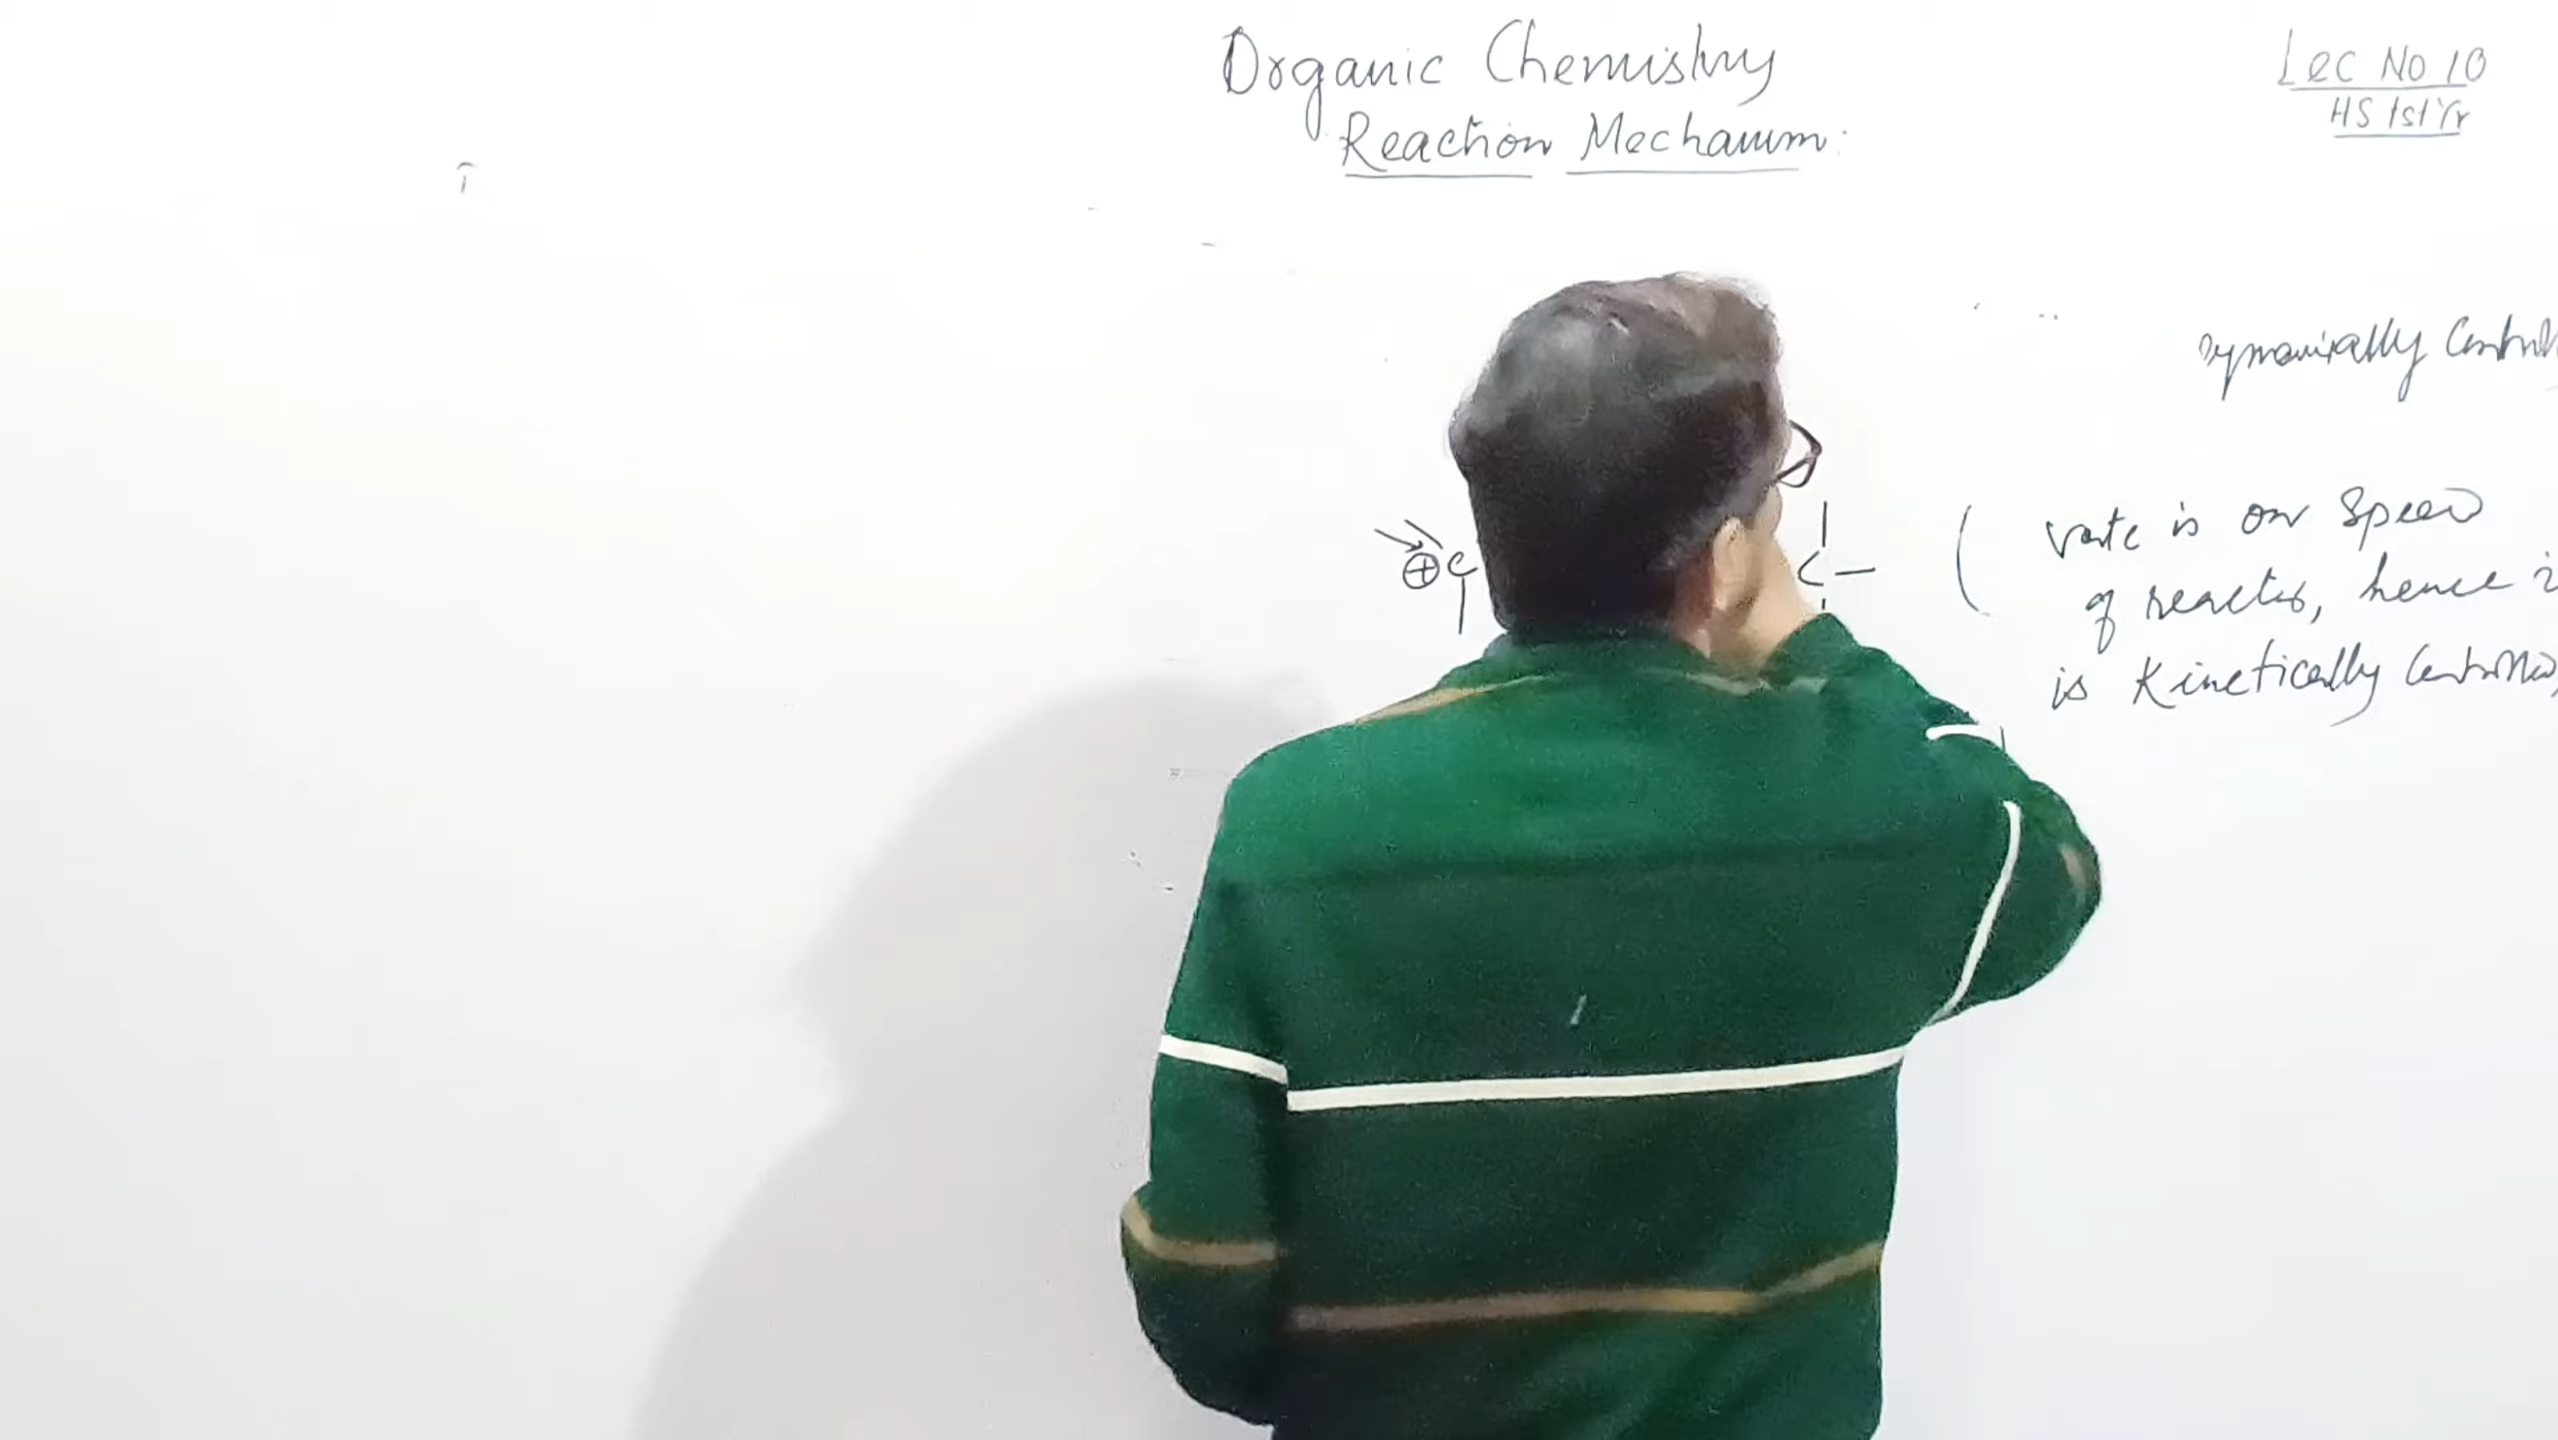 Organic Chemistry
Lec No 10
HS 1st Yr
Reaction Mechanism:
dynamically
⊕ C
C
( rate is on Speed
of reaction, hence
is Kinetically Controlled,